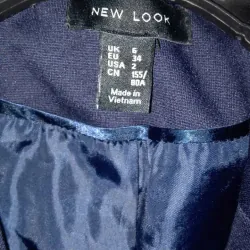 NEW LOOK
UK 6
EU 34
USA 2
CN 155/
80A
Made in
Vietnam